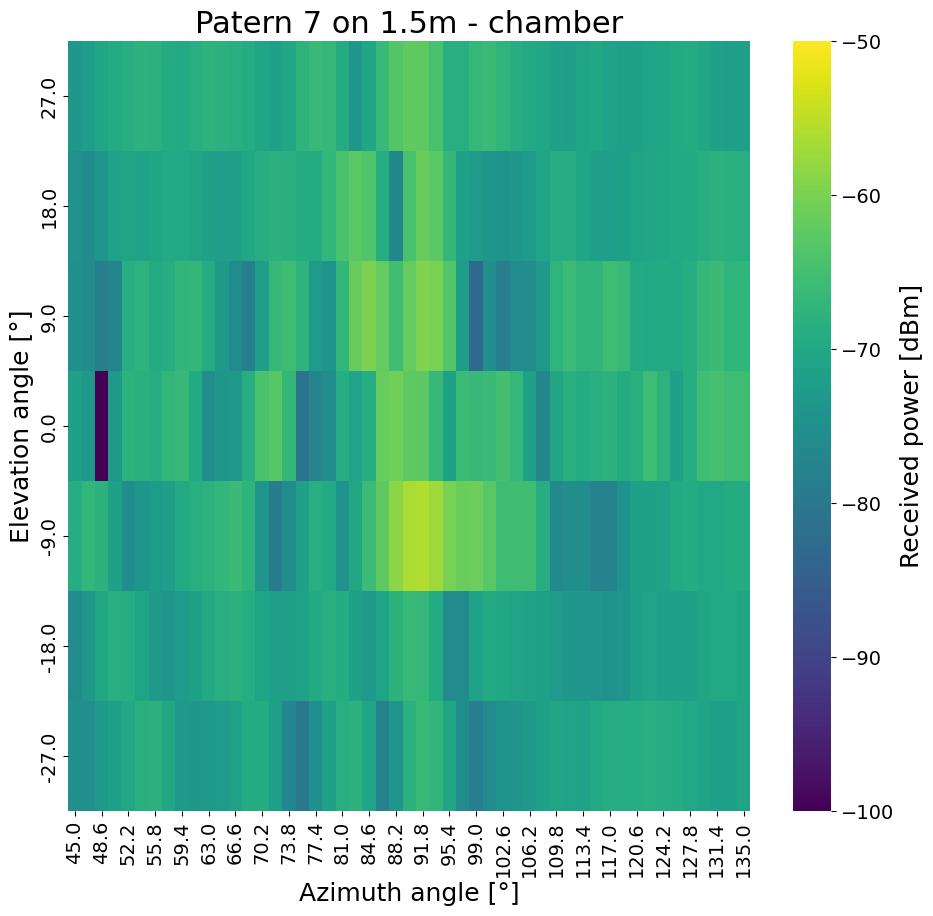 Patern 7 on 1.5m - chamber
Elevation angle [°]
27.0
18.0
9.0
0.0
-9.0
-18.0
-27.0
45.0 48.6 52.2 55.8 59.4 63.0 66.6 70.2 73.8 77.4 81.0 84.6 88.2 91.8 95.4 99.0 102.6 106.2 109.8 113.4 117.0 120.6 124.2 127.8 131.4 135.0
Azimuth angle [°]
−50
−60
−70
−80
−90
−100
Received power [dBm]